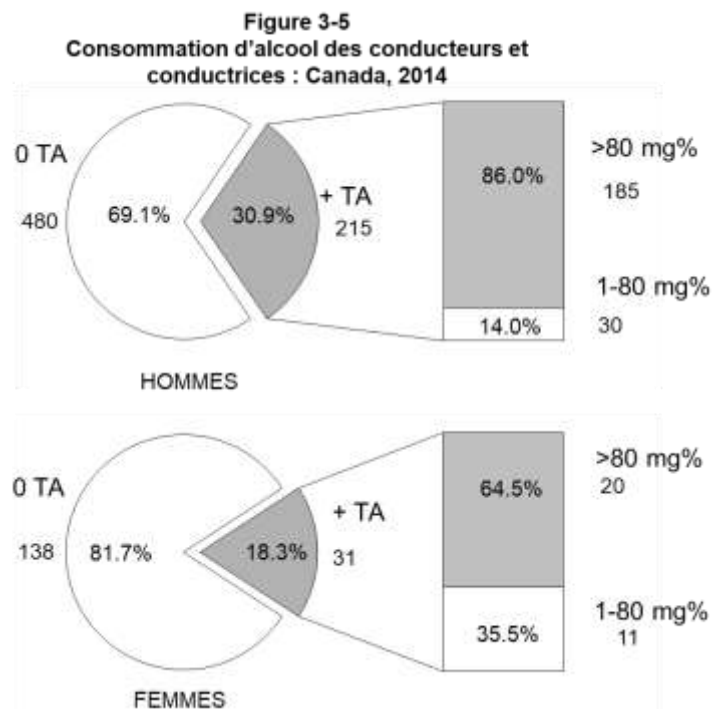 Figure 3-5
Consommation d'alcool des conducteurs et
conductrices : Canada, 2014
0 TA
480
69.1%
30.9%
+ TA
215
86.0%
14.0%
>80 mg%
185
1-80 mg%
30
HOMMES
0 TA
138
81.7%
18.3%
+ TA
31
64.5%
35.5%
>80 mg%
20
1-80 mg%
11
FEMMES